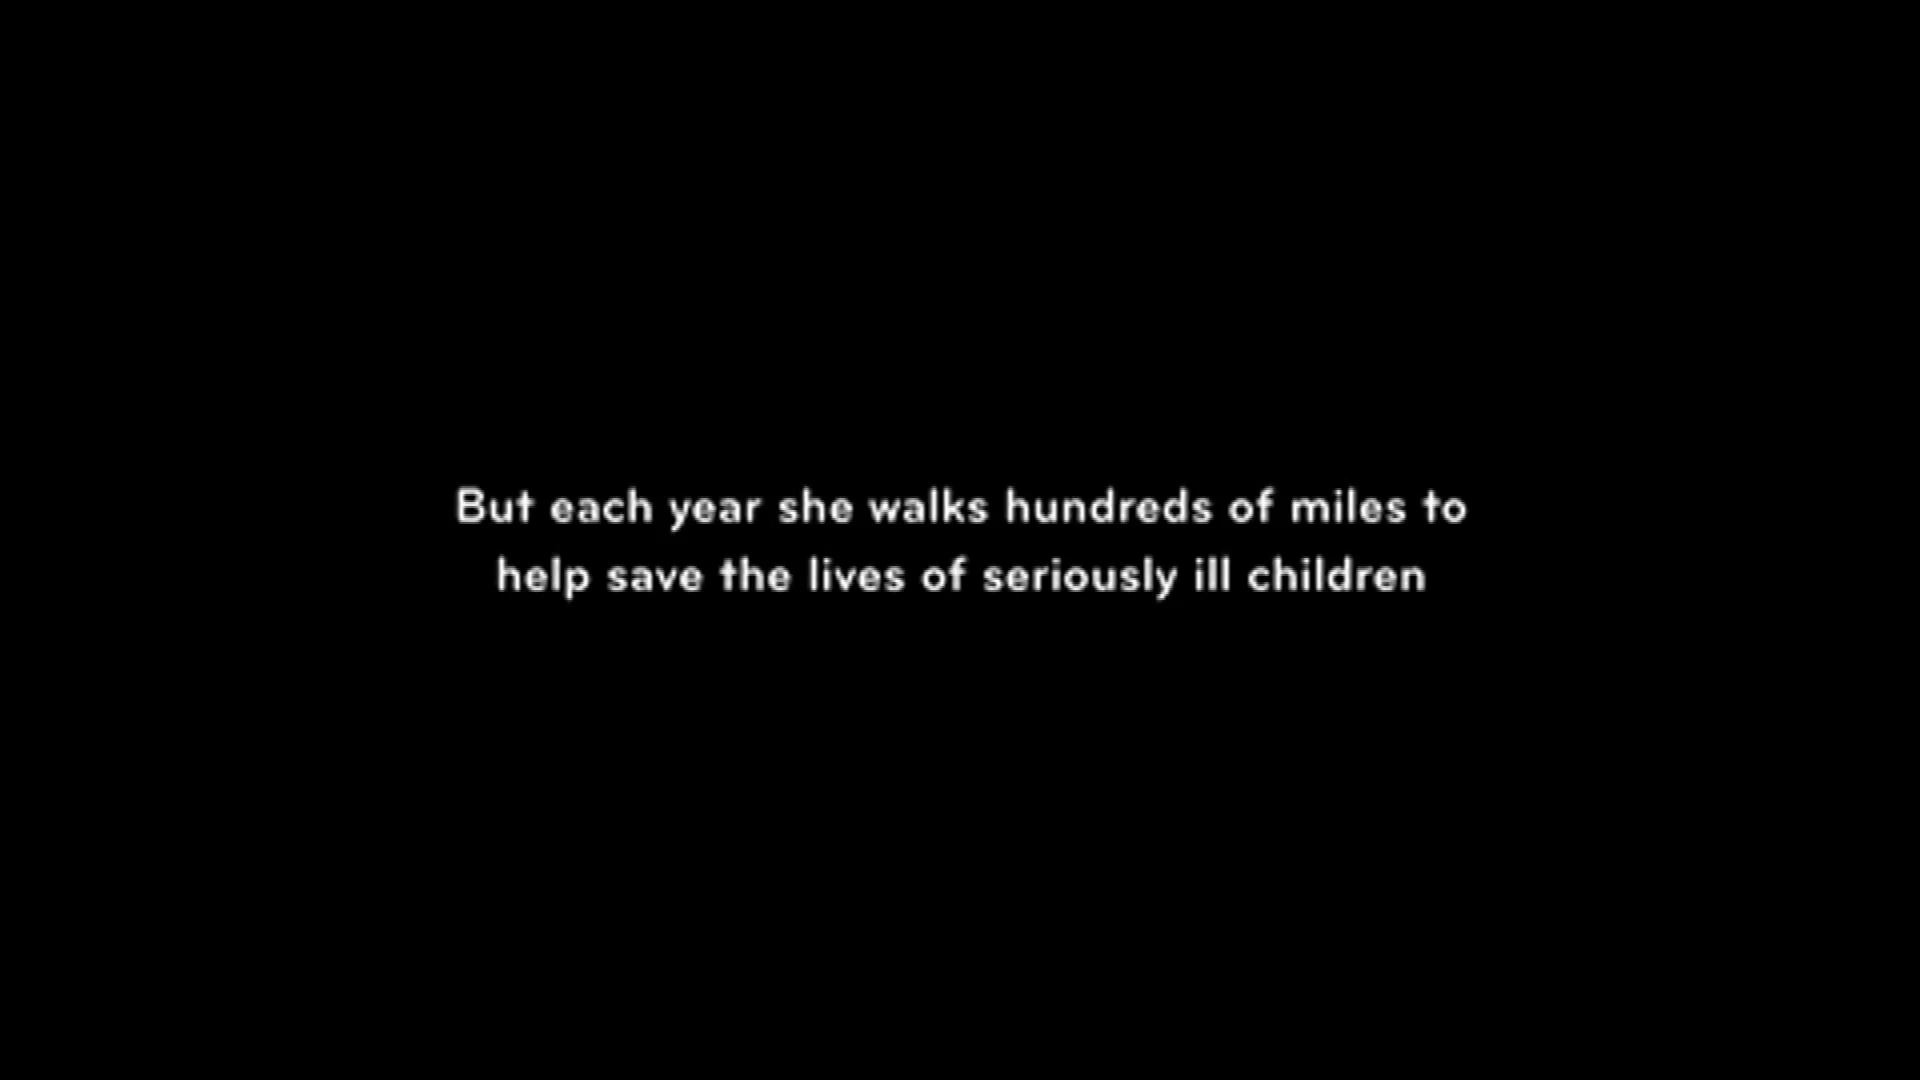 But each year she walks hundreds of miles to
help save the lives of seriously ill children